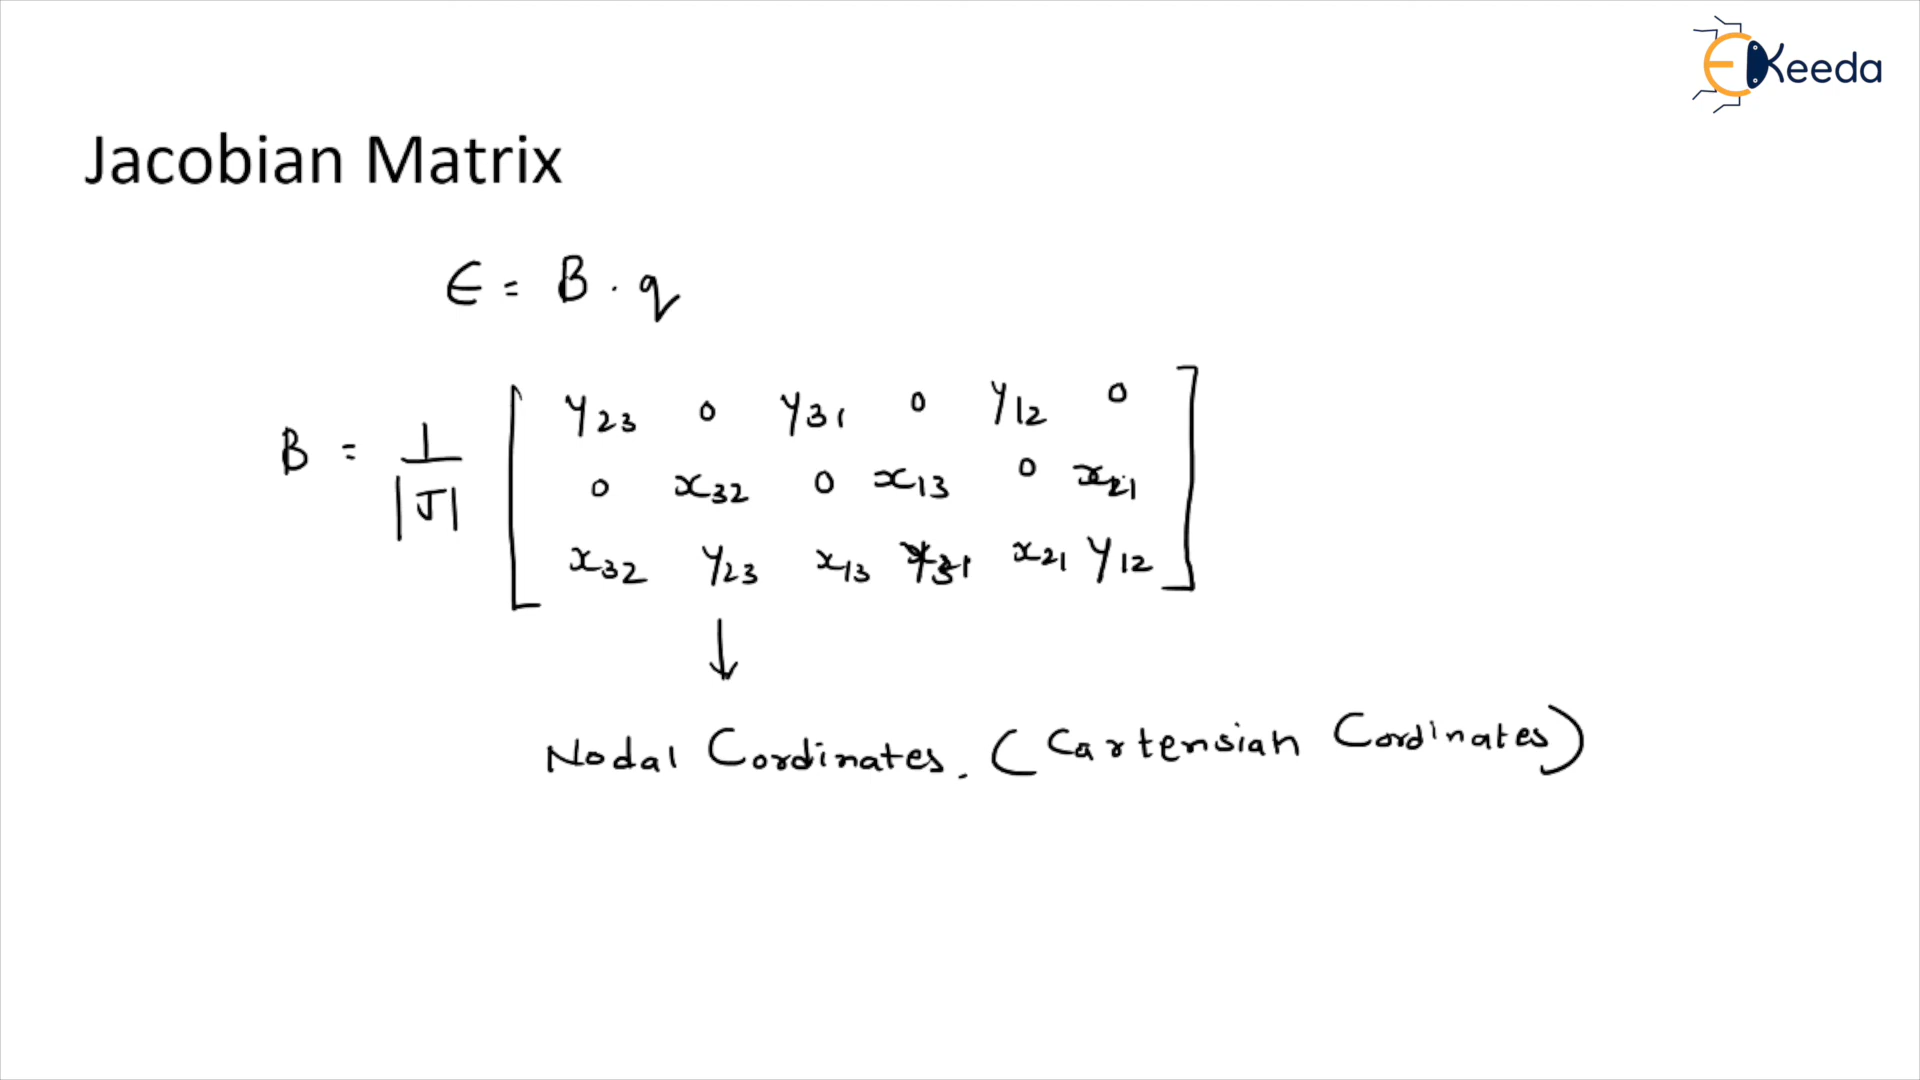 EKeeda
Jacobian Matrix
ϵ = B · q
B = 1/|J| [ y23 0 y31 0 y12 0
0 x32 0 x13 0 x21
x32 y23 x13 y31 x21 y12 ]
↓
Nodal Cordinates. (Cartensian Cordinates)